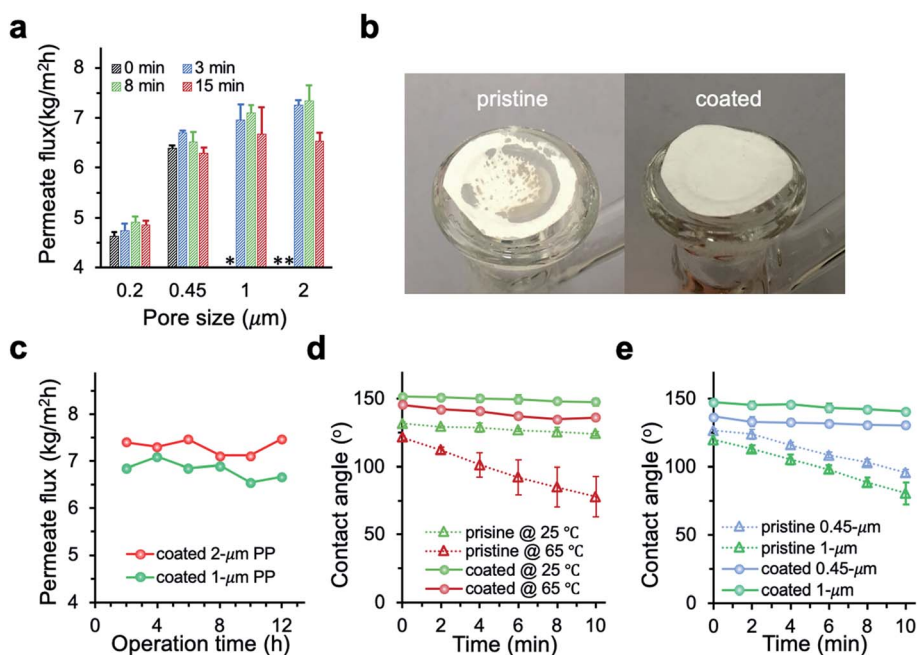 a
Permeate flux(kg/m²h)
8
7
6
5
4
0 min
3 min
8 min
15 min
*
**
0.2
0.45
1
2
Pore size (μm)
b
pristine
coated
c
Permeate flux (kg/m²h)
8
7
6
5
4
coated 2-μm PP
coated 1-μm PP
0
4
8
12
Operation time (h)
d
Contact angle (º)
150
100
50
0
prisine @ 25 ℃
pristine @ 65 ℃
coated @ 25 ℃
coated @ 65 ℃
0
2
4
6
8
10
Time (min)
e
Contact angle (º)
150
100
50
0
pristine 0.45-μm
pristine 1-μm
coated 0.45-μm
coated 1-μm
0
2
4
6
8
10
Time (min)